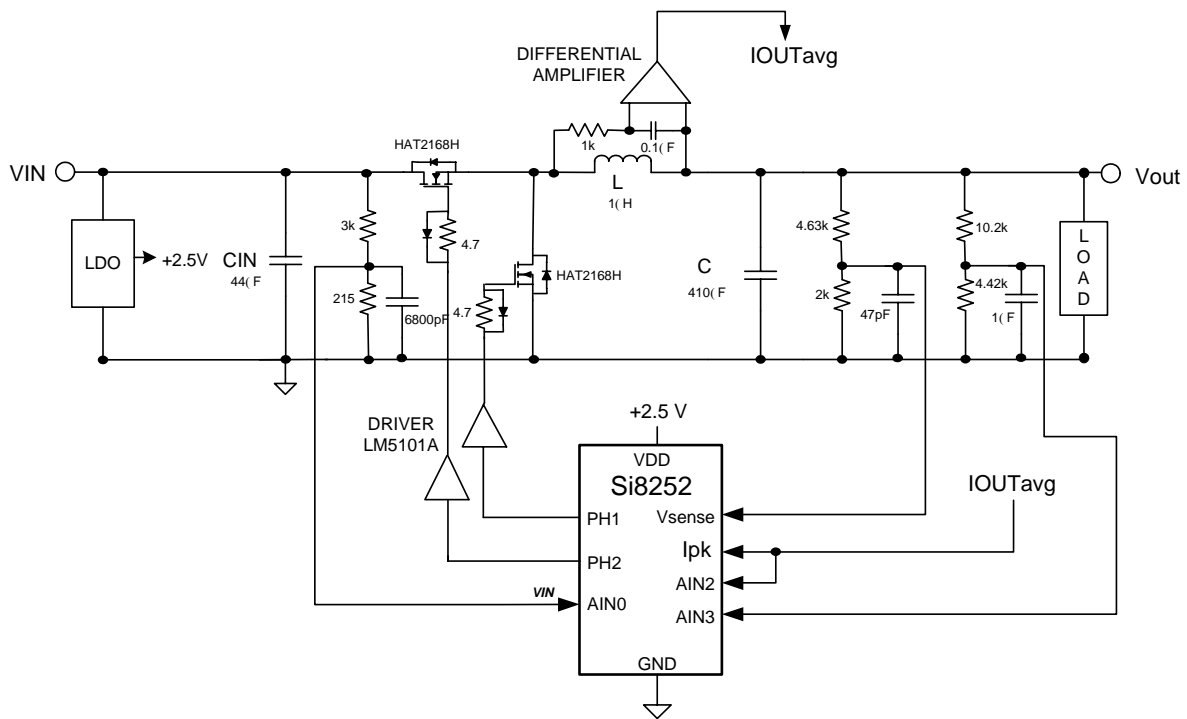 DIFFERENTIAL
AMPLIFIER
IOUTavg
HAT2168H
1k
0.1( F
VIN
L
1( H
Vout
LDO
+2.5V
CIN
44( F
3k
215
6800pF
4.7
4.7
HAT2168H
C
410( F
4.63k
2k
47pF
10.2k
4.42k
1( F
LOAD
DRIVER
LM5101A
+2.5 V
VDD
Si8252
PH1
PH2
VIN
AIN0
Vsense
Ipk
AIN2
AIN3
GND
IOUTavg